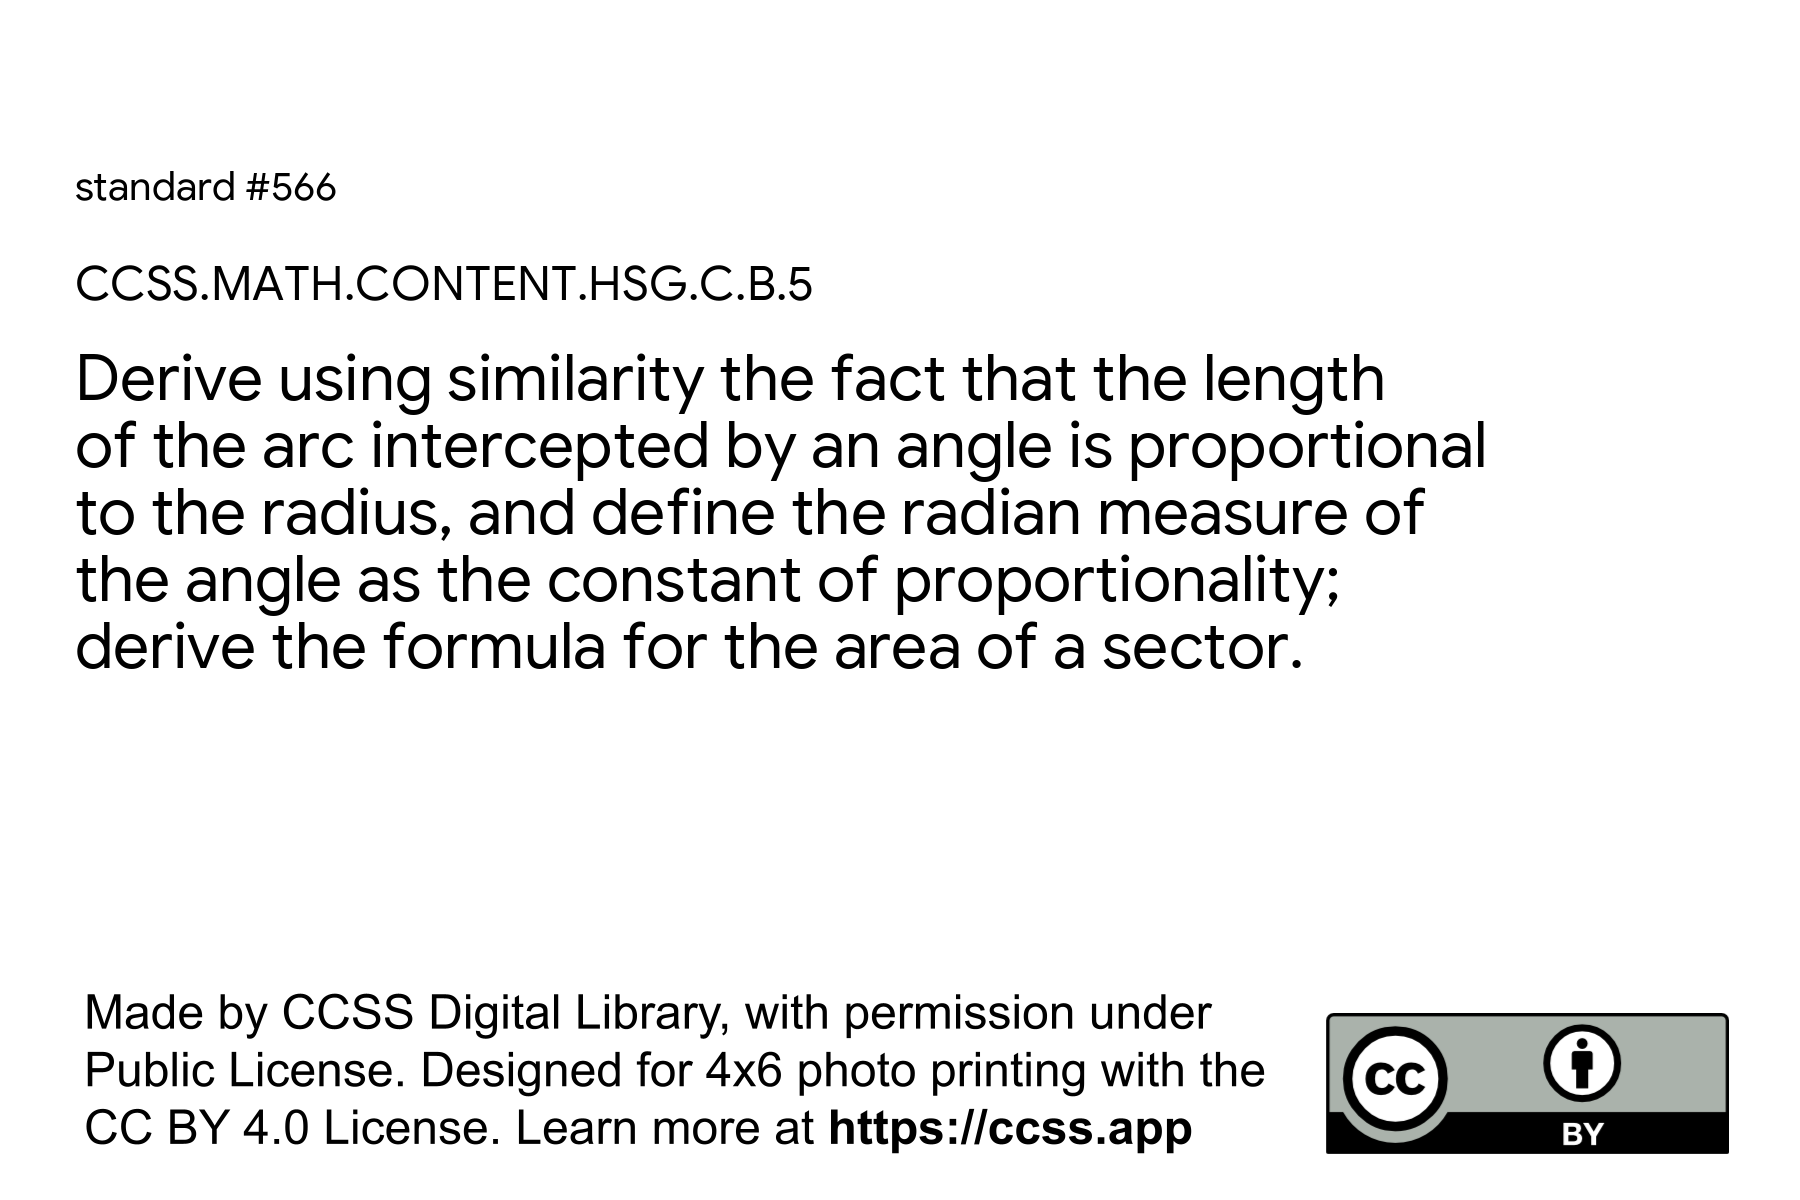 standard #566
CCSS.MATH.CONTENT.HSG.C.B.5
Derive using similarity the fact that the length
of the arc intercepted by an angle is proportional
to the radius, and define the radian measure of
the angle as the constant of proportionality;
derive the formula for the area of a sector.
Made by CCSS Digital Library, with permission under
Public License. Designed for 4x6 photo printing with the
CC BY 4.0 License. Learn more at https://ccss.app
CC
BY